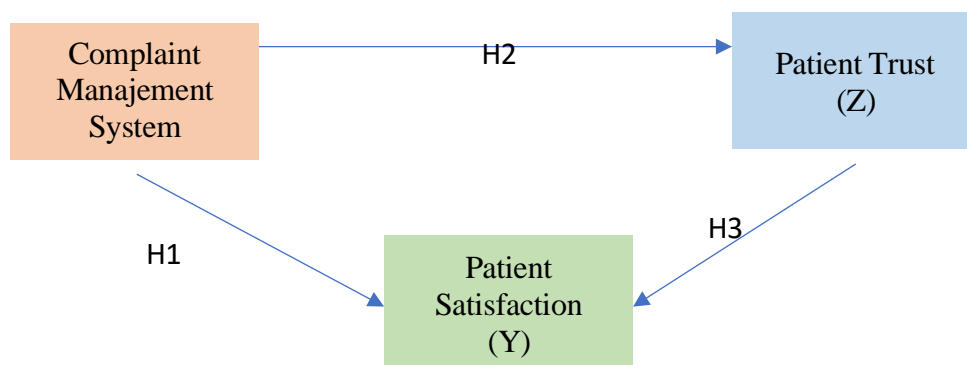 Complaint
Manajement
System
H2
Patient Trust
(Z)
H1
H3
Patient
Satisfaction
(Y)